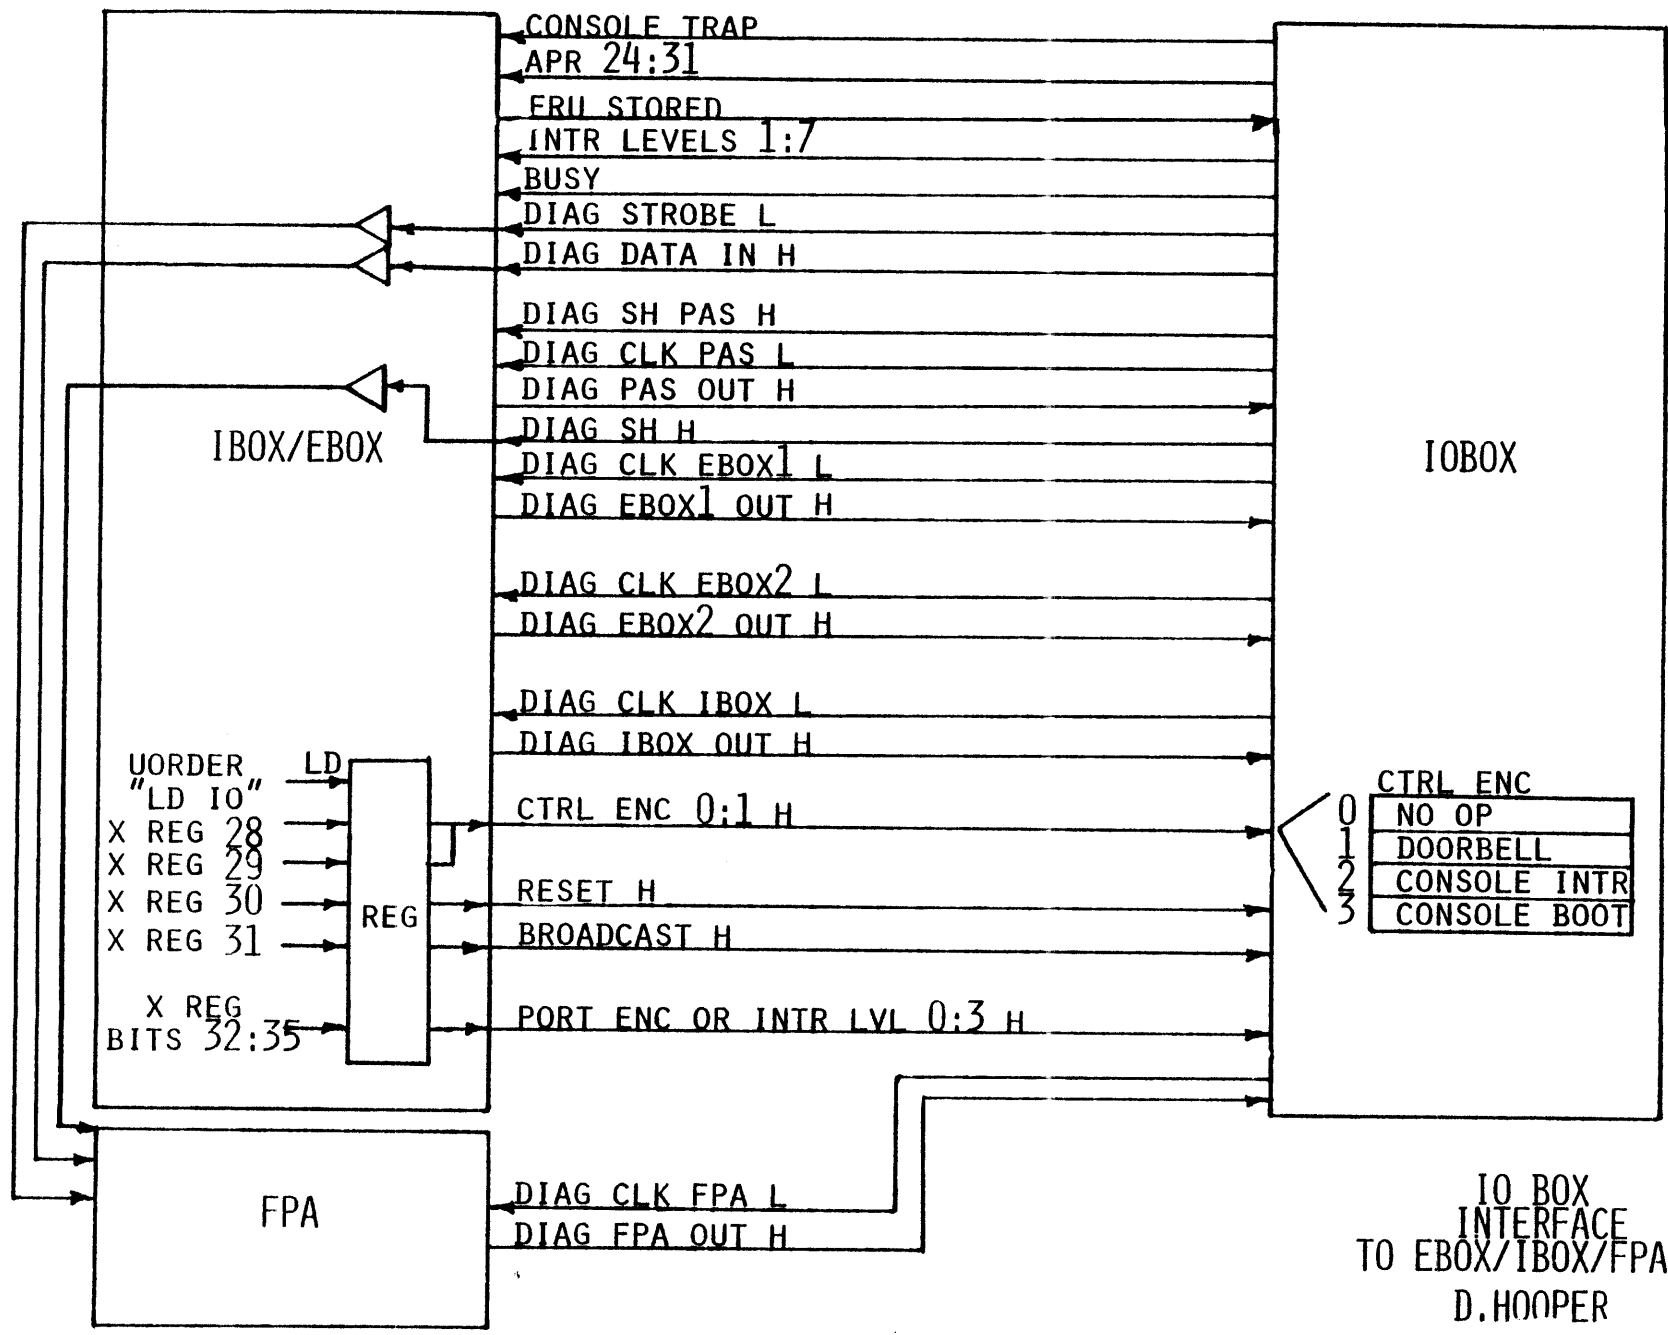 CONSOLE TRAP
APR 24:31
FRU STORED
INTR LEVELS 1:7
BUSY
DIAG STROBE L
DIAG DATA IN H
DIAG SH PAS H
DIAG CLK PAS L
DIAG PAS OUT H
DIAG SH H
DIAG CLK EBOX1 L
DIAG EBOX1 OUT H
DIAG CLK EBOX2 L
DIAG EBOX2 OUT H
DIAG CLK IBOX L
DIAG IBOX OUT H
IBOX/EBOX
IOBOX
UORDER
"LD IO"
LD
X REG 28
X REG 29
X REG 30
X REG 31
X REG
BITS 32:35
REG
CTRL ENC 0:1 H
RESET H
BROADCAST H
PORT ENC OR INTR LVL 0:3 H
CTRL ENC
0 NO OP
1 DOORBELL
2 CONSOLE INTR
3 CONSOLE BOOT
FPA
DIAG CLK FPA L
DIAG FPA OUT H
IO BOX
INTERFACE
TO EBOX/IBOX/FPA
D.HOOPER